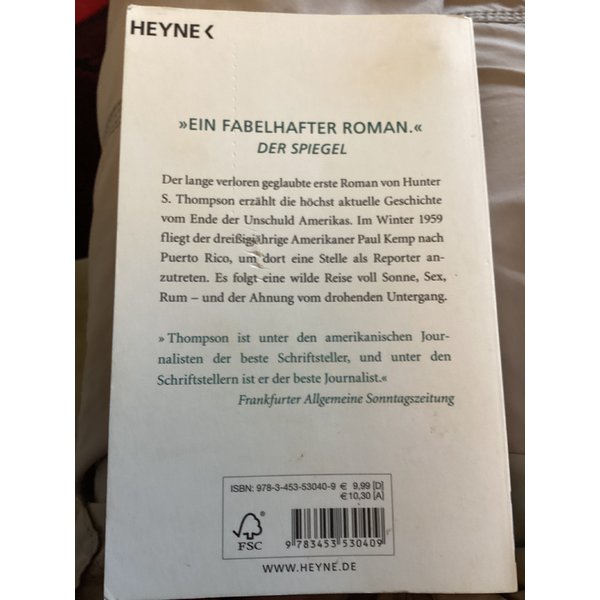 HEYNE<
»EIN FABELHAFTER ROMAN.«
DER SPIEGEL
Der lange verloren geglaubte erste Roman von Hunter
S. Thompson erzählt die höchst aktuelle Geschichte
vom Ende der Unschuld Amerikas. Im Winter 1959
fliegt der dreißigjährige Amerikaner Paul Kemp nach
Puerto Rico, um dort eine Stelle als Reporter an-
zutreten. Es folgt eine wilde Reise voll Sonne, Sex,
Rum – und der Ahnung vom drohenden Untergang.
»Thompson ist unter den amerikanischen Jour-
nalisten der beste Schriftsteller, und unter den
Schriftstellern ist er der beste Journalist.«
Frankfurter Allgemeine Sonntagszeitung
ISBN: 978-3-453-53040-9 € 9,99 [D]
€ 10,30 [A]
FSC
9 783453 530409
WWW.HEYNE.DE